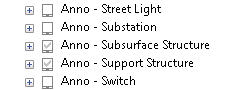 Anno - Street Light
Anno - Substation
Anno - Subsurface Structure
Anno - Support Structure
Anno - Switch